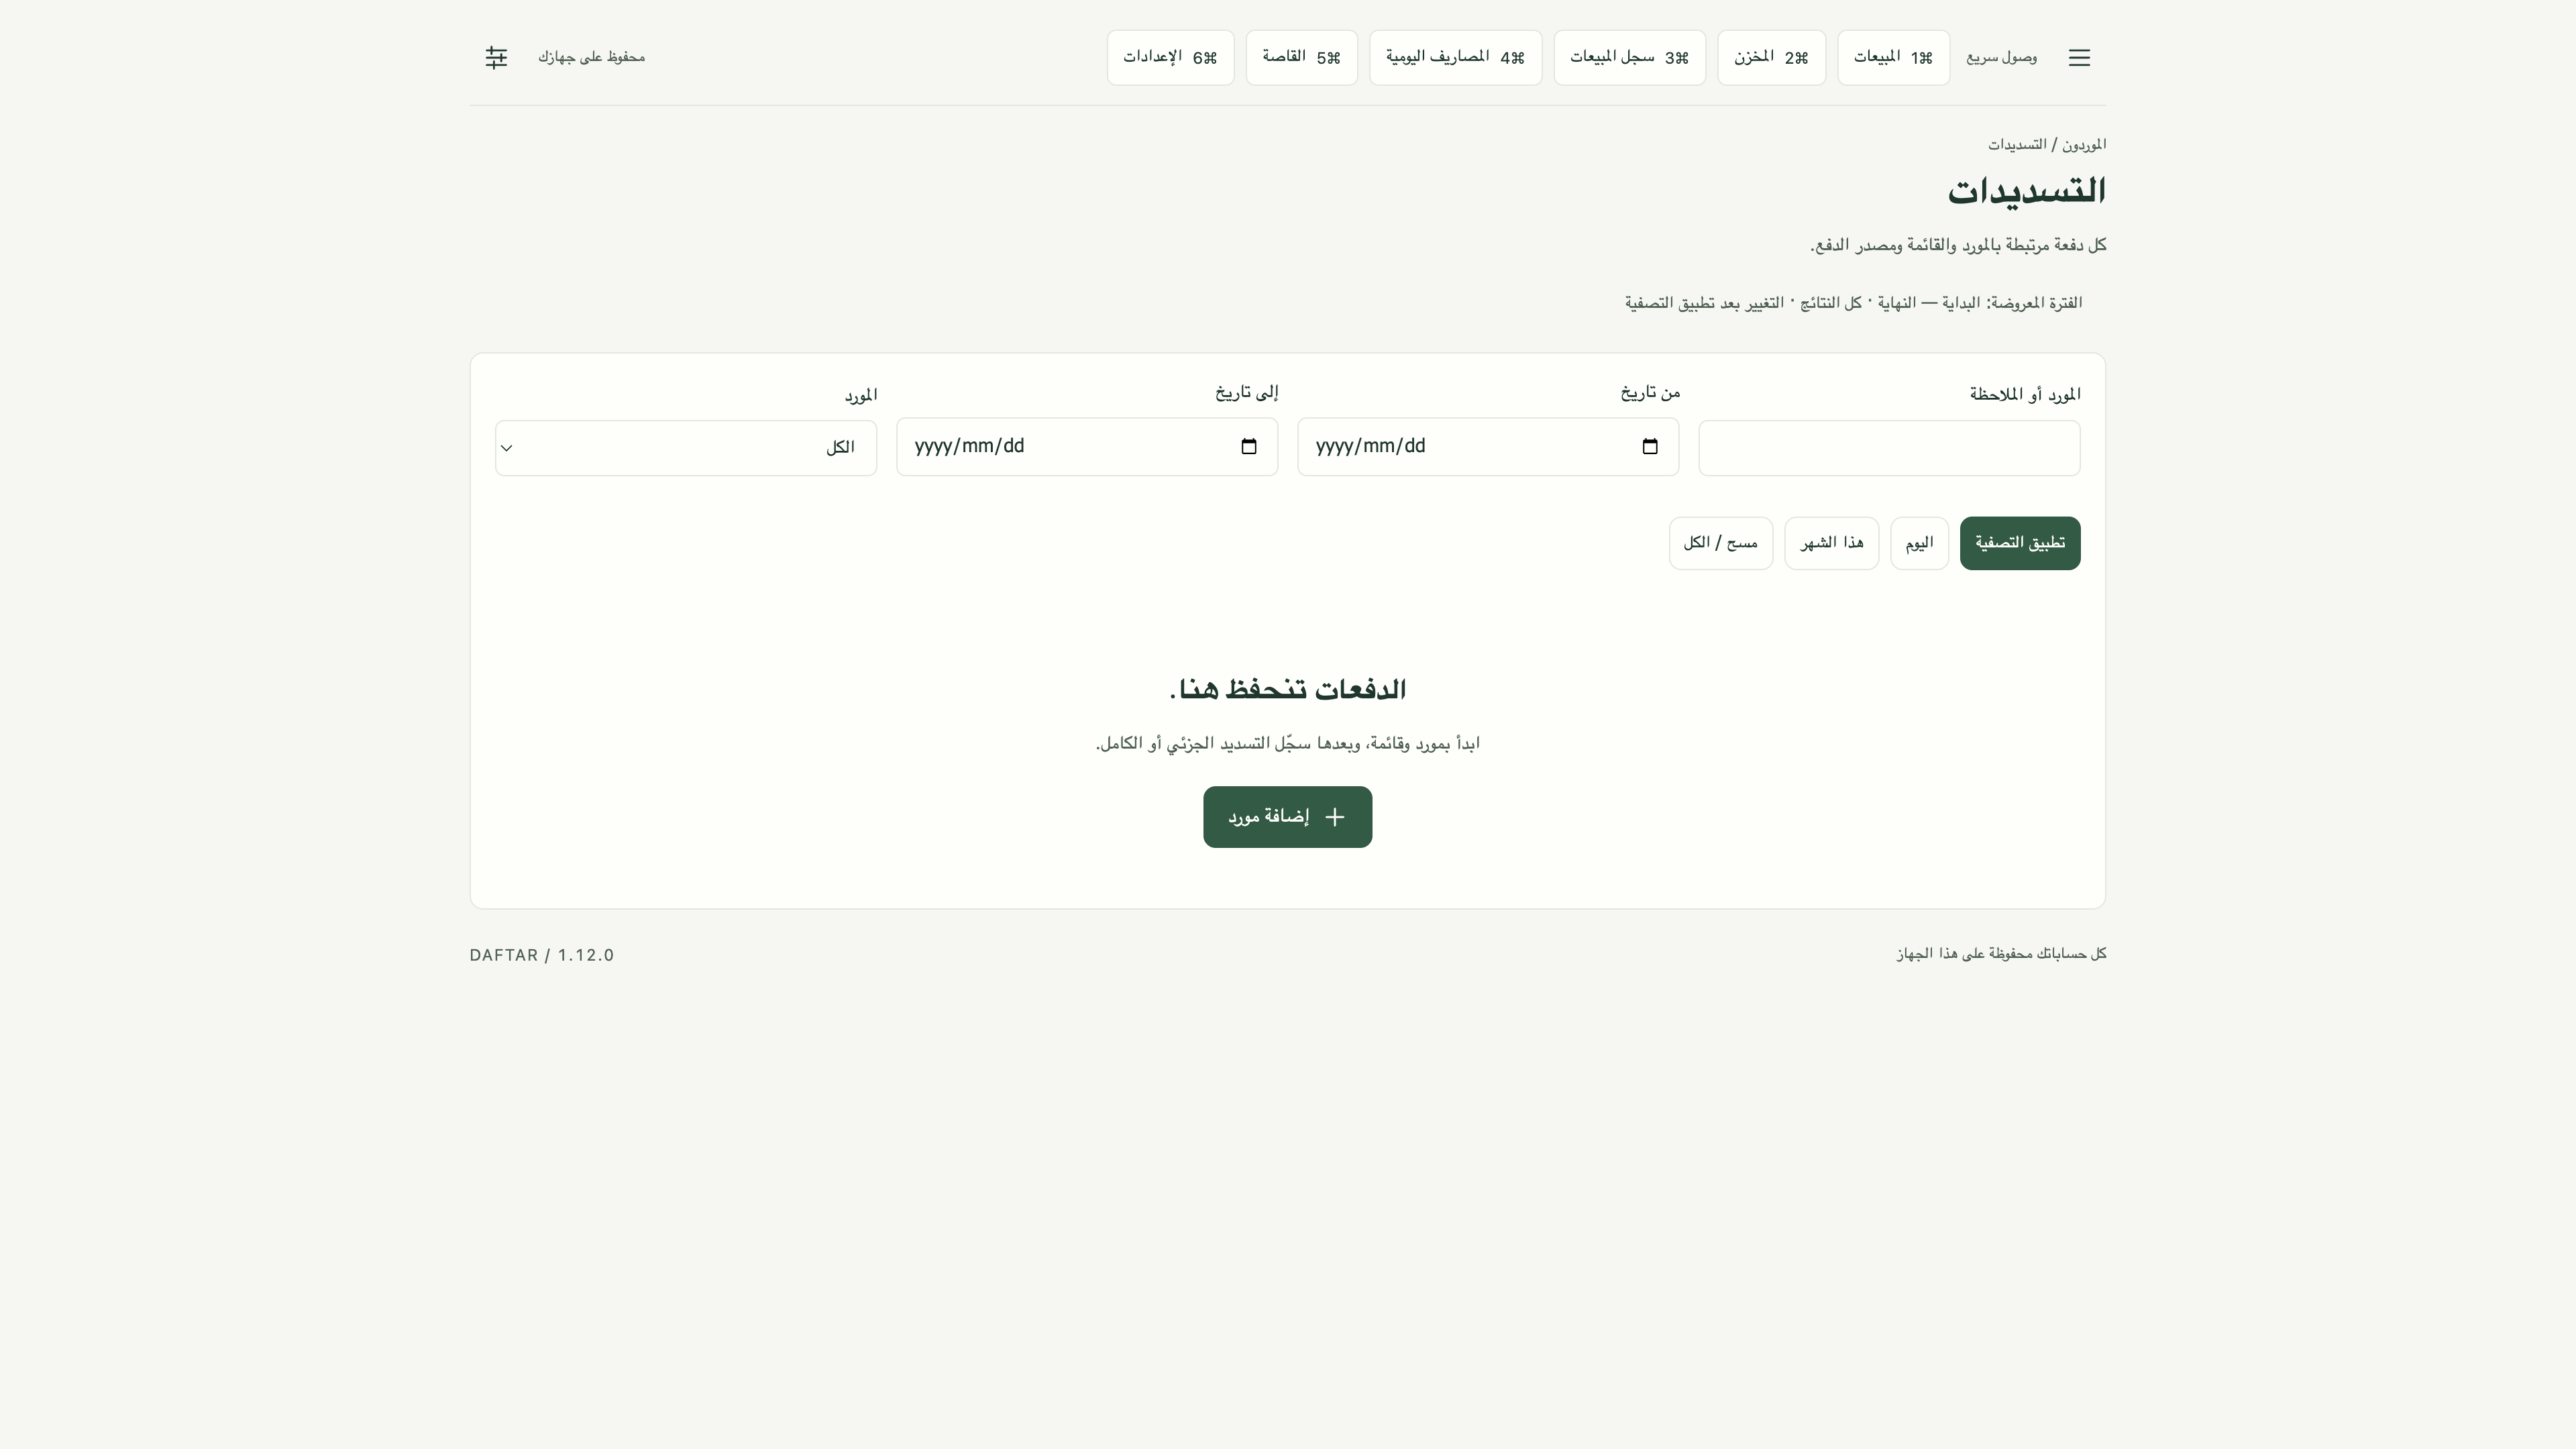 وصول سريع
⌘1 المبيعات
⌘2 المخزن
⌘3 سجل المبيعات
⌘4 المصاريف اليومية
⌘5 القاصة
⌘6 الإعدادات
محفوظ على جهازك
الموردون / التسديدات
التسديدات
كل دفعة مرتبطة بالمورد والقائمة ومصدر الدفع.
الفترة المعروضة: البداية — النهاية · كل النتائج · التغيير بعد تطبيق التصفية
المورد أو الملاحظة
من تاريخ
yyyy/mm/dd
إلى تاريخ
yyyy/mm/dd
المورد
الكل
تطبيق التصفية
اليوم
هذا الشهر
مسح / الكل
الدفعات تنحفظ هنا.
ابدأ بمورد وقائمة، وبعدها سجّل التسديد الجزئي أو الكامل.
إضافة مورد
كل حساباتك محفوظة على هذا الجهاز
DAFTAR / 1.12.0